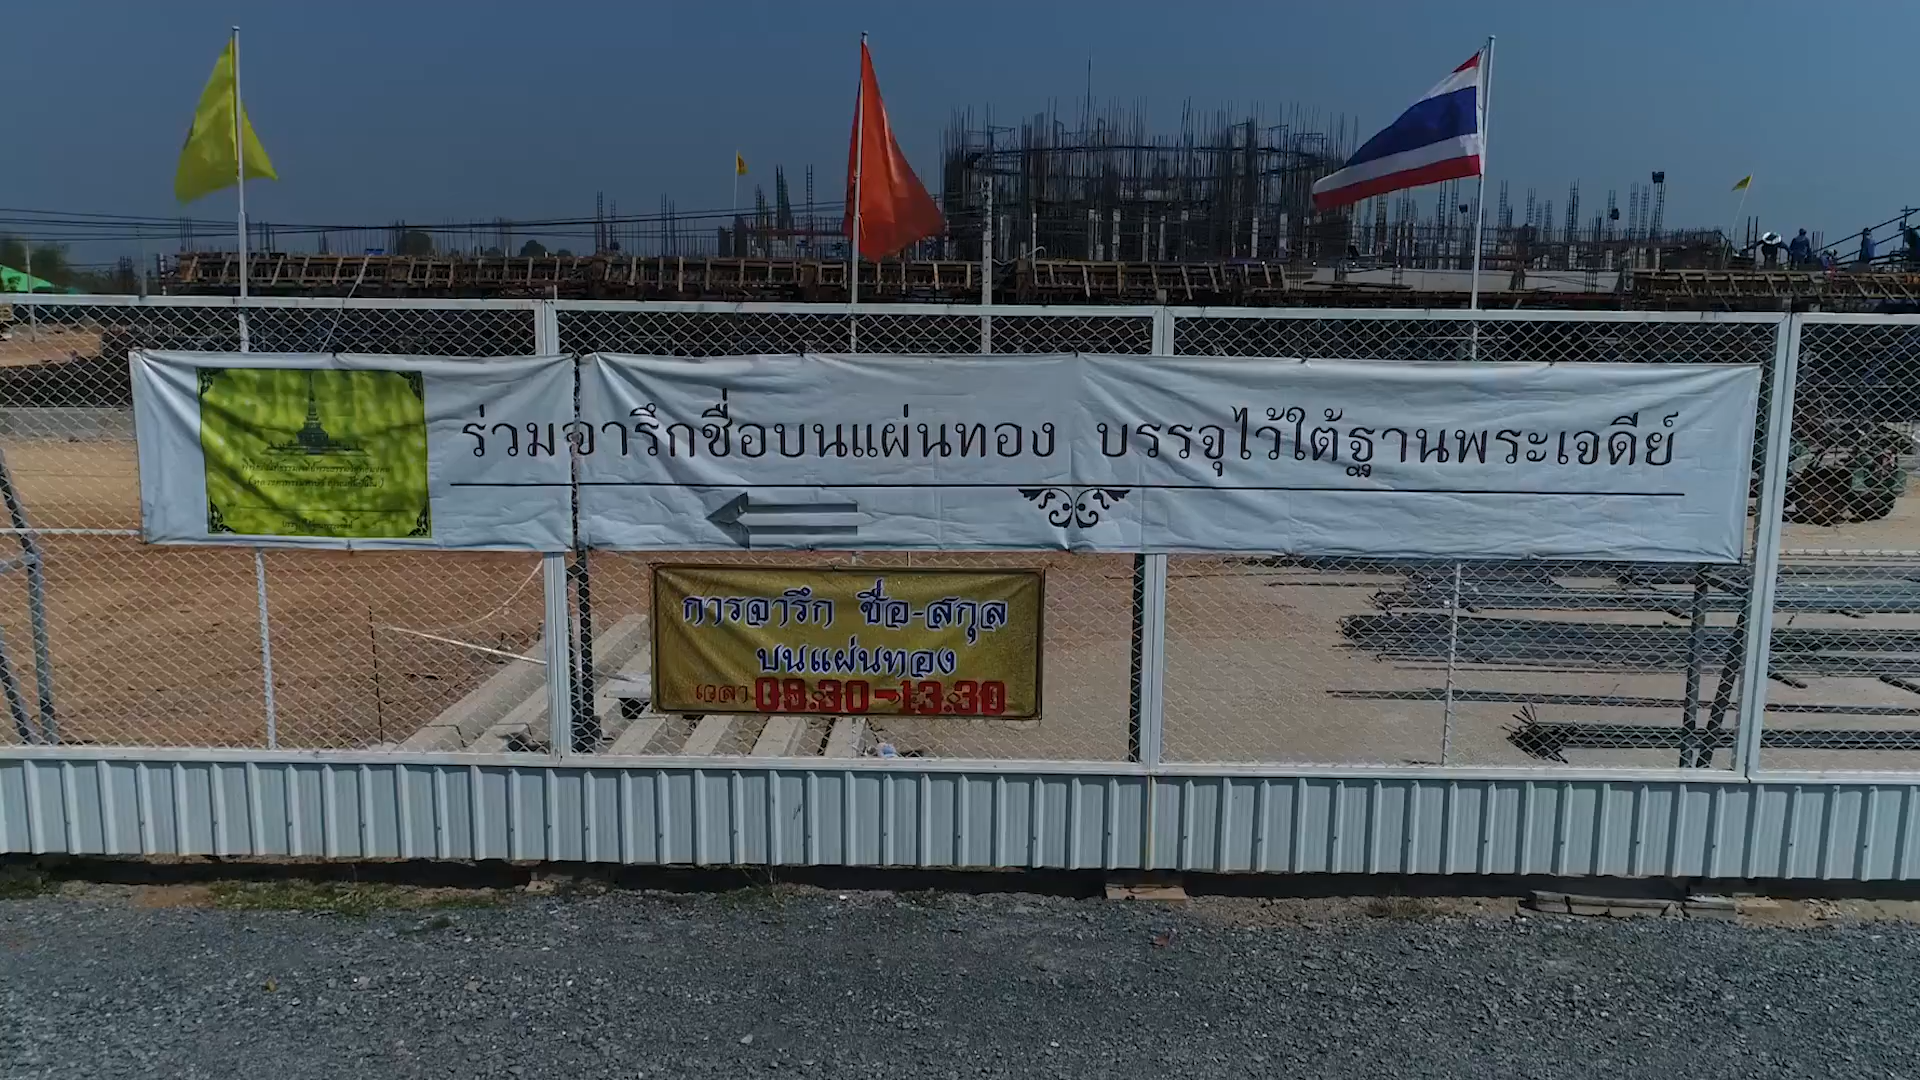 ร่วมจารึกชื่อบนแผ่นทอง บรรจุไว้ใต้ฐานพระเจดีย์
การจารึก ชื่อ-สกุล
บนแผ่นทอง
เวลา 09.30-13.30